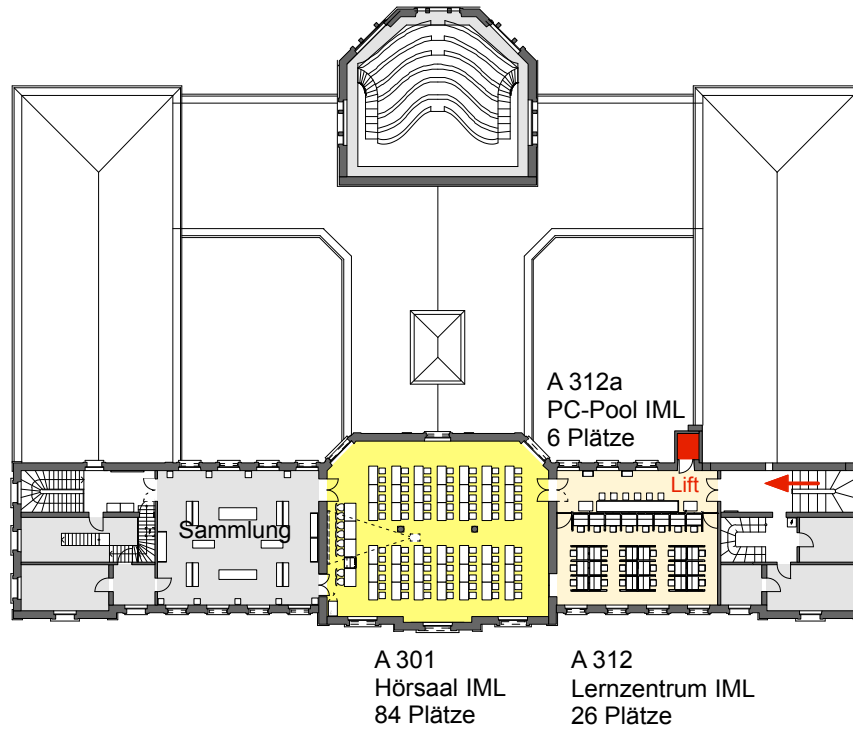 A 312a
PC-Pool IML
6 Plätze
Lift
Sammlung
A 301
Hörsaal IML
84 Plätze
A 312
Lernzentrum IML
26 Plätze